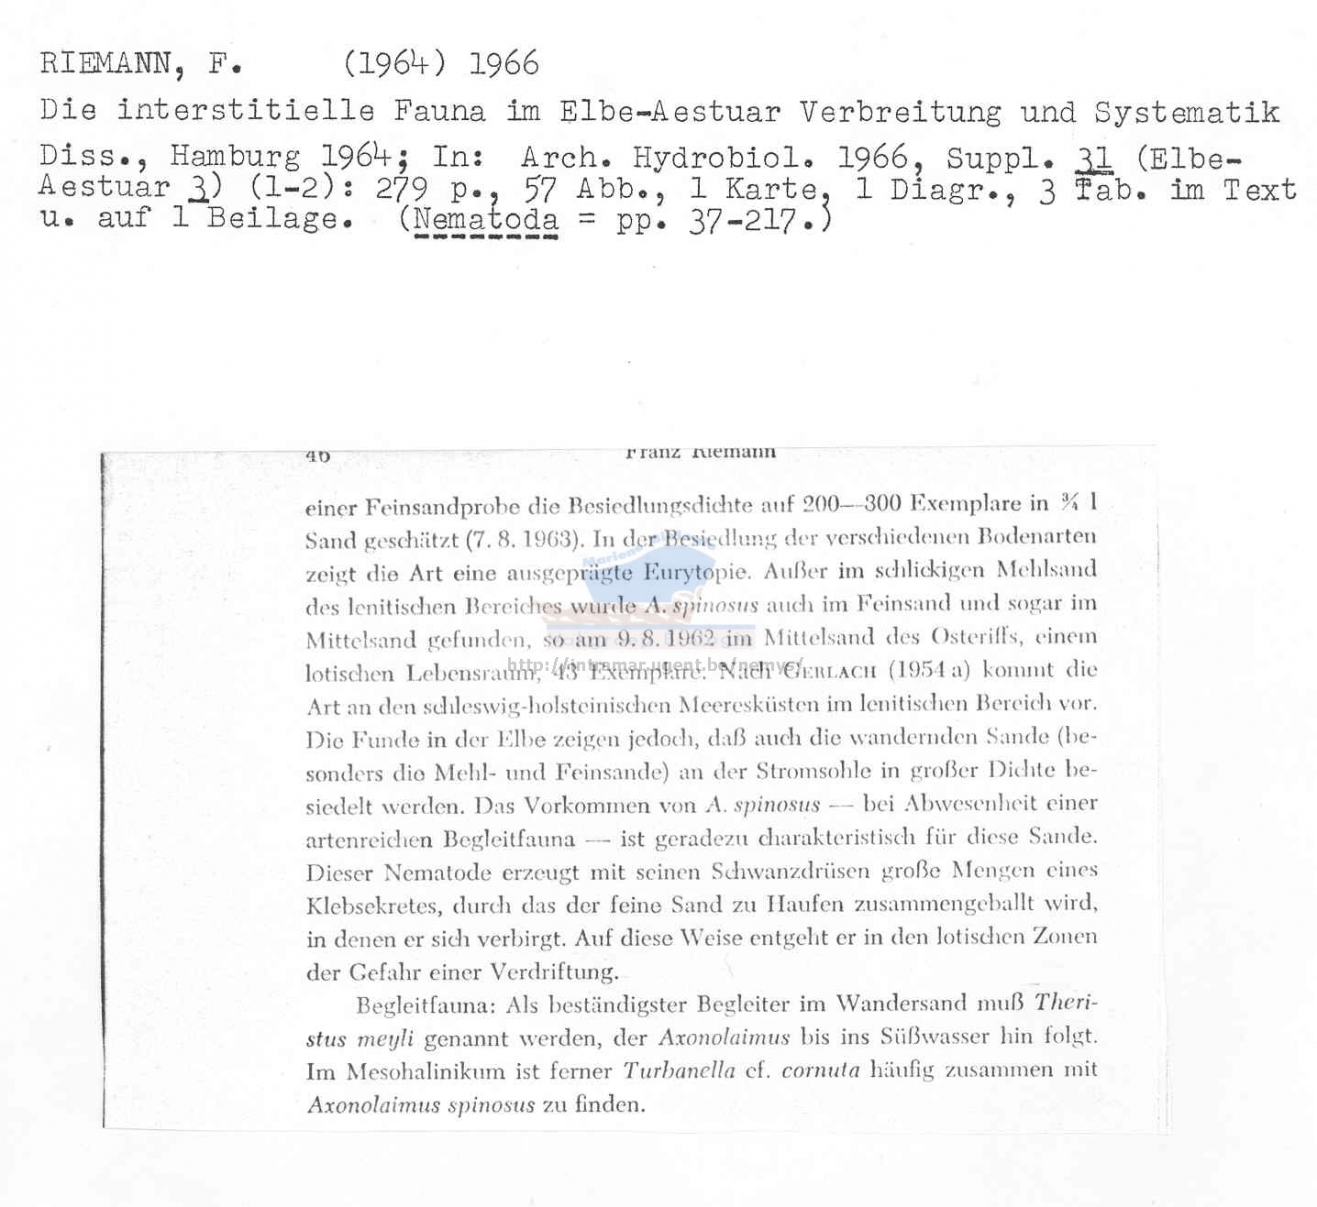 RIEMANN, F. (1964) 1966
Die interstitielle Fauna im Elbe-Aestuar Verbreitung und Systematik
Diss., Hamburg 1964; In: Arch. Hydrobiol. 1966, Suppl. 31 (Elbe-
Aestuar 3) (1-2): 279 p., 57 Abb., 1 Karte, 1 Diagr., 3 Tab. im Text
u. auf 1 Beilage. (Nematoda = pp. 37-217.)
46 Franz Riemann
einer Feinsandprobe die Besiedlungsdichte auf 200—300 Exemplare in ¾ l
Sand geschätzt (7. 8. 1963). In der Besiedlung der verschiedenen Bodenarten
zeigt die Art eine ausgeprägte Eurytopie. Außer im schlickigen Mehlsand
des lenitischen Bereiches wurde A. spinosus auch im Feinsand und sogar im
Mittelsand gefunden, so am 9. 8. 1962 im Mittelsand des Osteriffs, einem
lotischen Lebensraum, 43 Exemplare. Nach GERLACH (1954 a) kommt die
http://intramar.ugent.be/nemys/
Art an den schleswig-holsteinischen Meeresküsten im lenitischen Bereich vor.
Die Funde in der Elbe zeigen jedoch, daß auch die wandernden Sande (be-
sonders die Mehl- und Feinsande) an der Stromsohle in großer Dichte be-
siedelt werden. Das Vorkommen von A. spinosus — bei Abwesenheit einer
artenreichen Begleitfauna — ist geradezu charakteristisch für diese Sande.
Dieser Nematode erzeugt mit seinen Schwanzdrüsen große Mengen eines
Klebsekretes, durch das der feine Sand zu Haufen zusammengeballt wird,
in denen er sich verbirgt. Auf diese Weise entgeht er in den lotischen Zonen
der Gefahr einer Verdriftung.
Begleitfauna: Als beständigster Begleiter im Wandersand muß Theri-
stus meyli genannt werden, der Axonolaimus bis ins Süßwasser hin folgt.
Im Mesohalinikum ist ferner Turbanella cf. cornuta häufig zusammen mit
Axonolaimus spinosus zu finden.